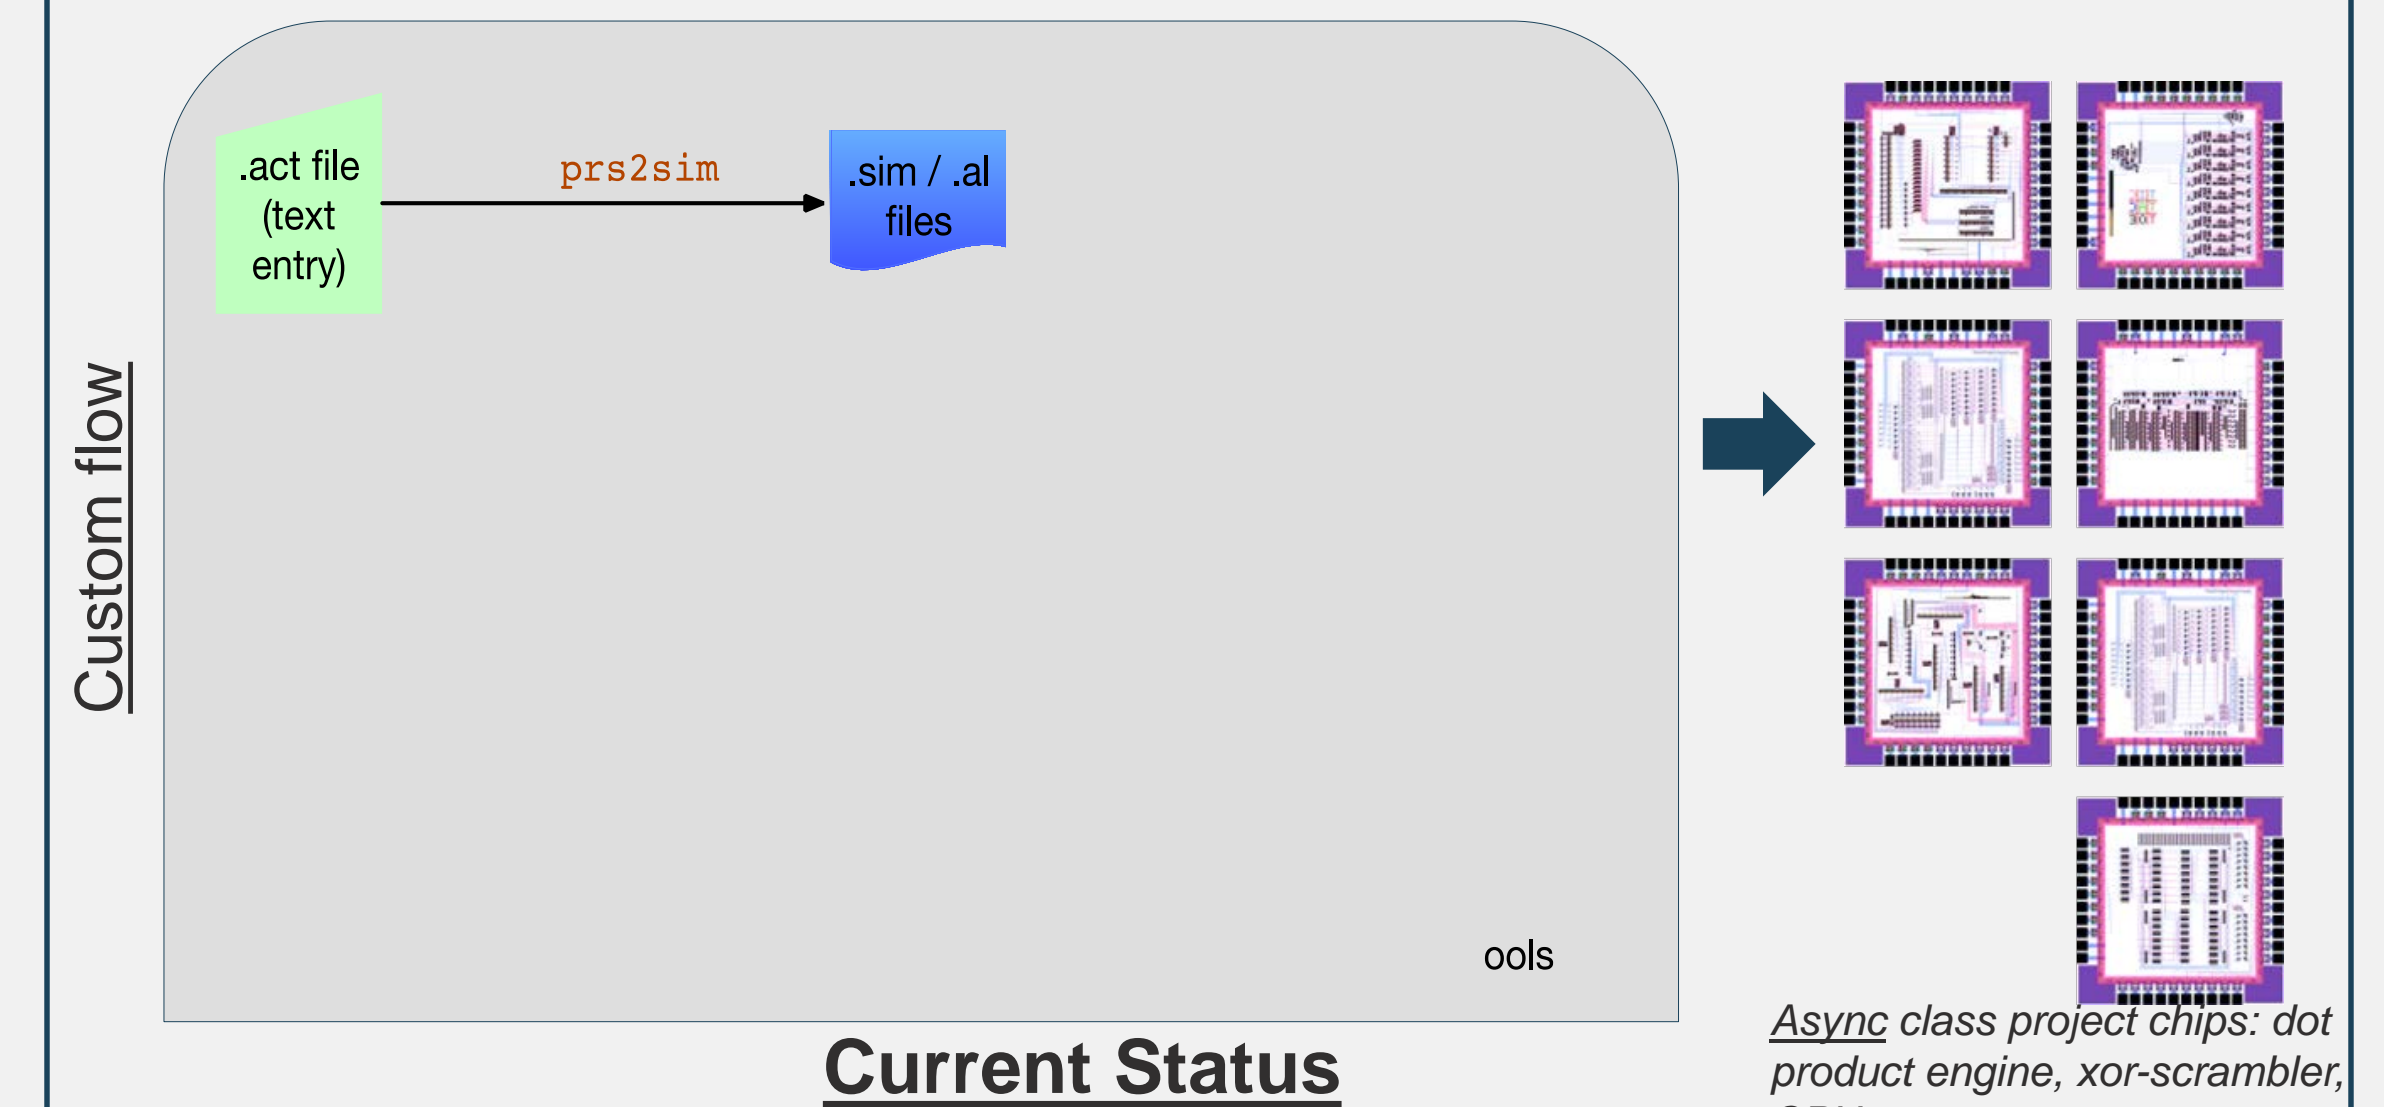 Custom flow
.act file
(text
entry)
prs2sim
.sim / .al
files
ools
Current Status
Async class project chips: dot
product engine, xor-scrambler,